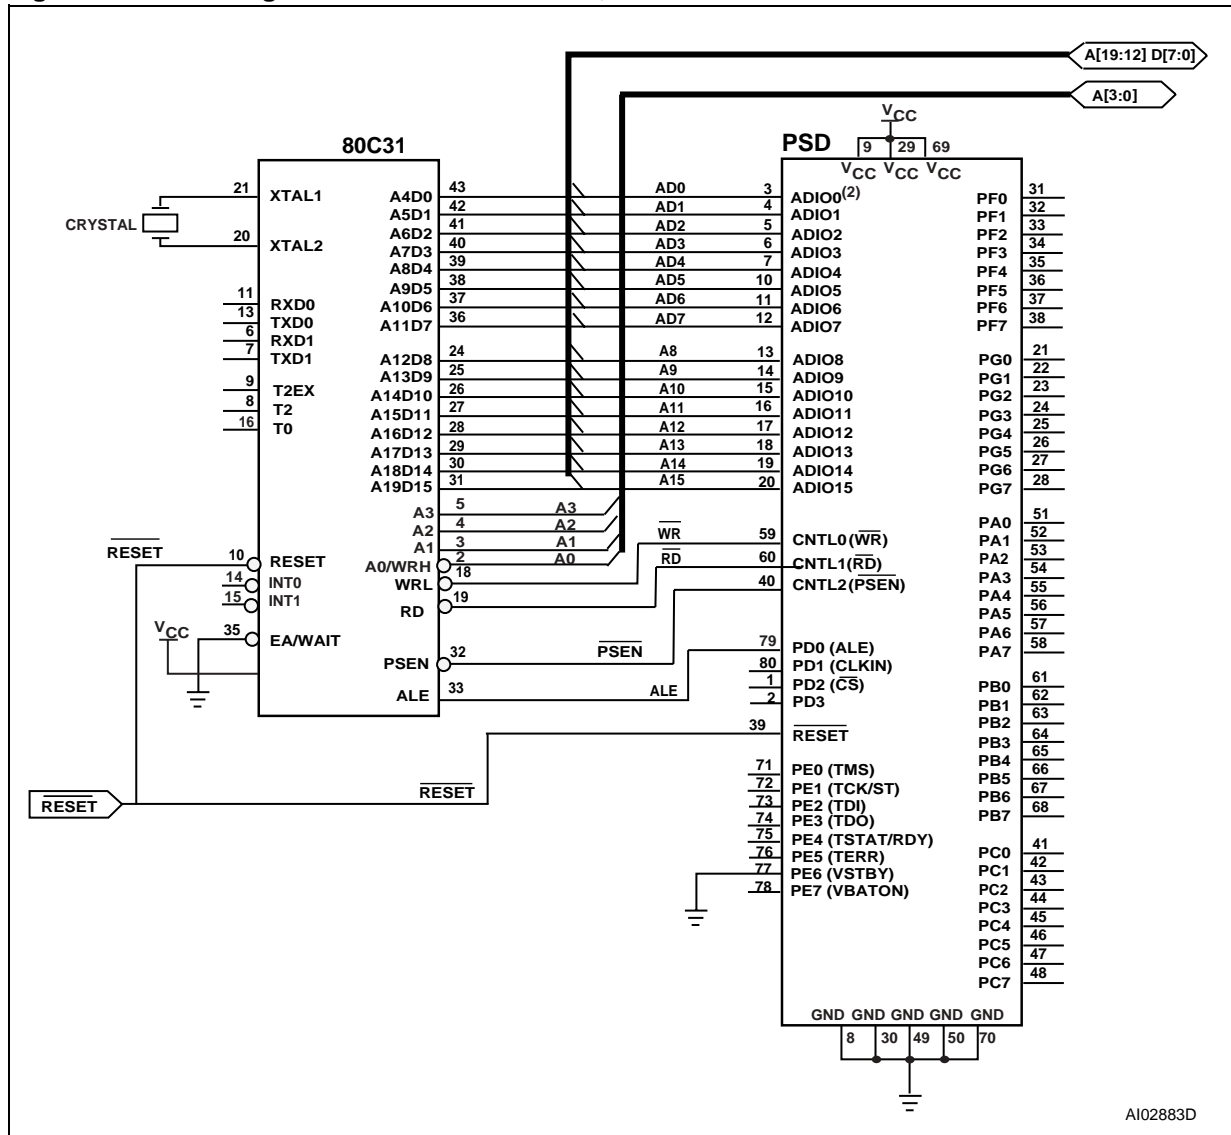 A[19:12] D[7:0]
A[3:0]
VCC
80C31
PSD
9 29 69
VCC VCC VCC
CRYSTAL
21 XTAL1
20 XTAL2
11 RXD0
13 TXD0
6 RXD1
7 TXD1
9 T2EX
8 T2
16 T0
RESET
10 RESET
14 INT0
15 INT1
VCC
35 EA/WAIT
RESET
A4D0 43 AD0 3 ADIO0(2)
A5D1 42 AD1 4 ADIO1
A6D2 41 AD2 5 ADIO2
A7D3 40 AD3 6 ADIO3
A8D4 39 AD4 7 ADIO4
A9D5 38 AD5 10 ADIO5
A10D6 37 AD6 11 ADIO6
A11D7 36 AD7 12 ADIO7
A12D8 24 A8 13 ADIO8
A13D9 25 A9 14 ADIO9
A14D10 26 A10 15 ADIO10
A15D11 27 A11 16 ADIO11
A16D12 28 A12 17 ADIO12
A17D13 29 A13 18 ADIO13
A18D14 30 A14 19 ADIO14
A19D15 31 A15 20 ADIO15
A3 5 A3
A2 4 A2
A1 3 A1
A0/WRH 2 A0
WRL 18 WR 59 CNTL0(WR)
RD 19 RD 60 CNTL1(RD)
PSEN 32 PSEN 40 CNTL2(PSEN)
ALE 33 ALE 79 PD0 (ALE)
80 PD1 (CLKIN)
1 PD2 (CS)
2 PD3
RESET 39 RESET
71 PE0 (TMS)
72 PE1 (TCK/ST)
73 PE2 (TDI)
74 PE3 (TDO)
75 PE4 (TSTAT/RDY)
76 PE5 (TERR)
77 PE6 (VSTBY)
78 PE7 (VBATON)
PF0 31
PF1 32
PF2 33
PF3 34
PF4 35
PF5 36
PF6 37
PF7 38
PG0 21
PG1 22
PG2 23
PG3 24
PG4 25
PG5 26
PG6 27
PG7 28
PA0 51
PA1 52
PA2 53
PA3 54
PA4 55
PA5 56
PA6 57
PA7 58
PB0 61
PB1 62
PB2 63
PB3 64
PB4 65
PB5 66
PB6 67
PB7 68
PC0 41
PC1 42
PC2 43
PC3 44
PC4 45
PC5 46
PC6 47
PC7 48
GND GND GND GND GND
8 30 49 50 70
AI02883D